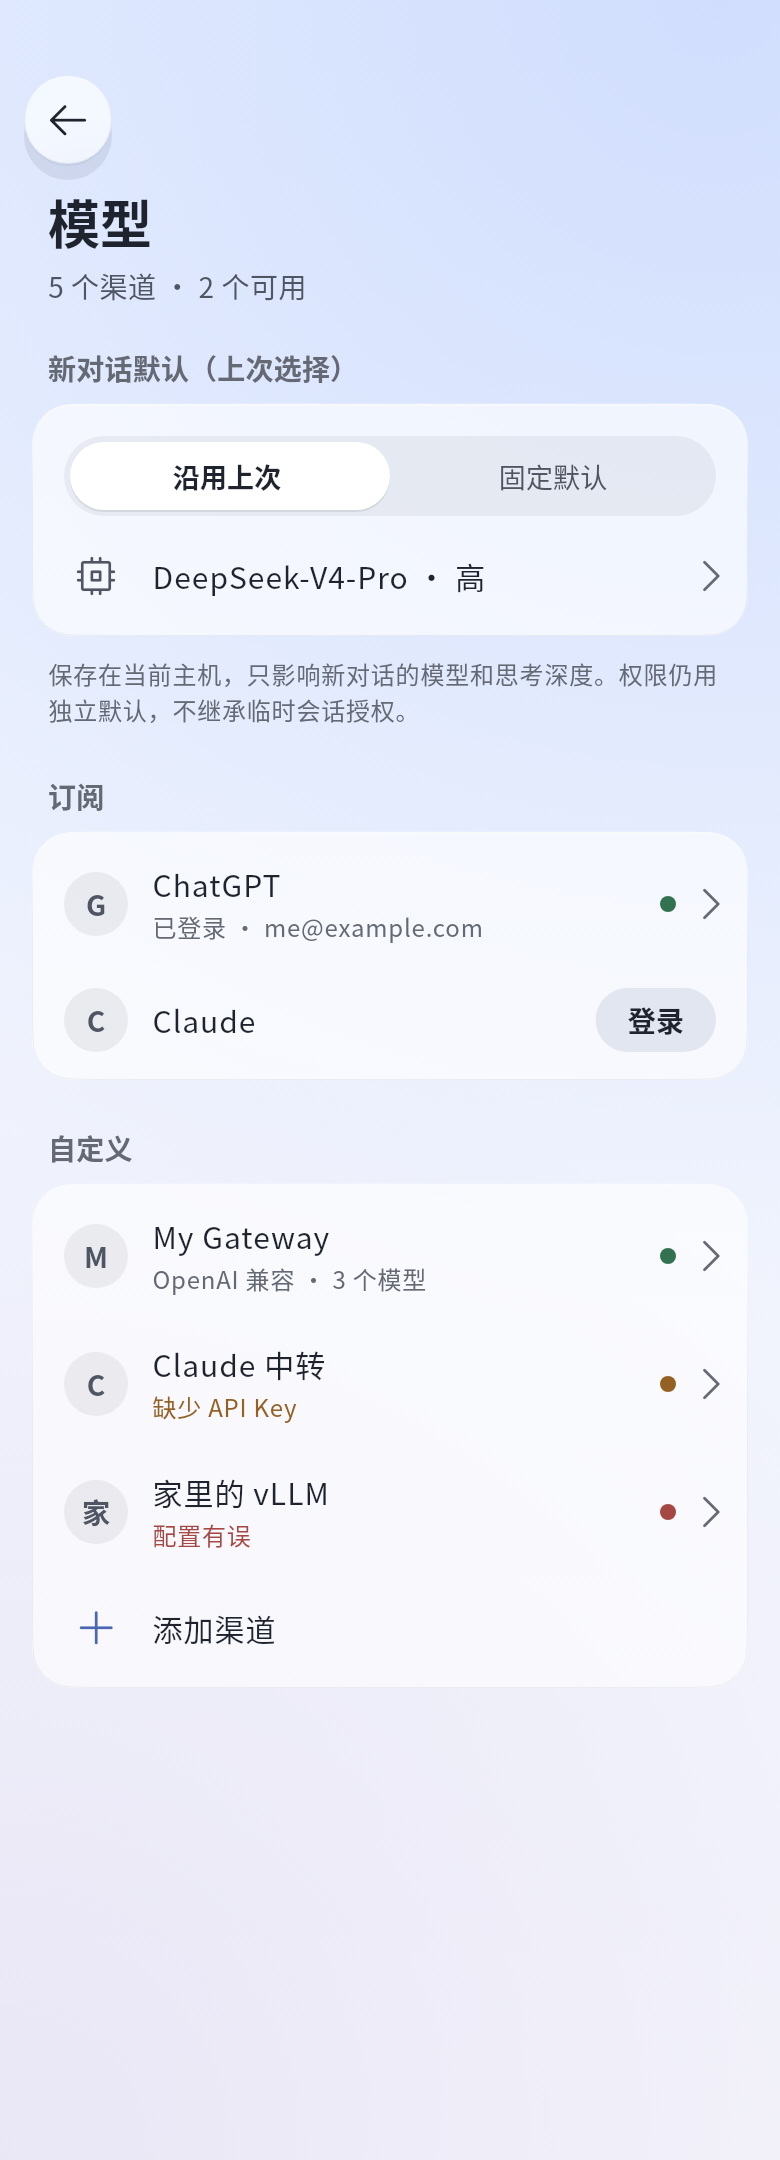 模型
5 个渠道 · 2 个可用
新对话默认（上次选择）
沿用上次
固定默认
DeepSeek-V4-Pro · 高
保存在当前主机，只影响新对话的模型和思考深度。权限仍用
独立默认，不继承临时会话授权。
订阅
G
ChatGPT
已登录 · me@example.com
C
Claude
登录
自定义
M
My Gateway
OpenAI 兼容 · 3 个模型
C
Claude 中转
缺少 API Key
家
家里的 vLLM
配置有误
添加渠道